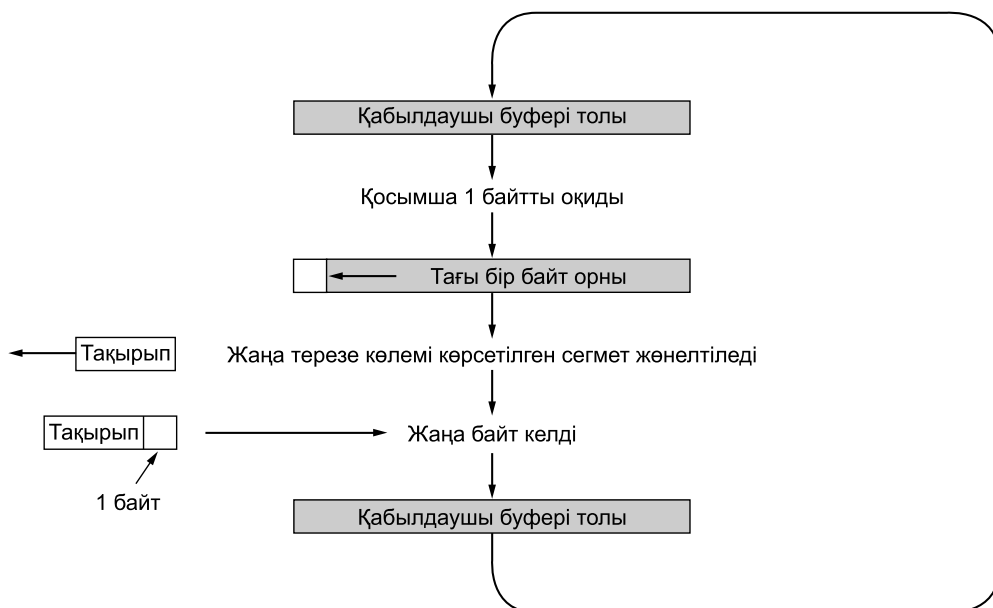 Қабылдаушы буфері толы
Қосымша 1 байтты оқиды
Тағы бір байт орны
Тақырып
Жаңа терезе көлемі көрсетілген сегмет жөнелтіледі
Тақырып
Жаңа байт келді
1 байт
Қабылдаушы буфері толы